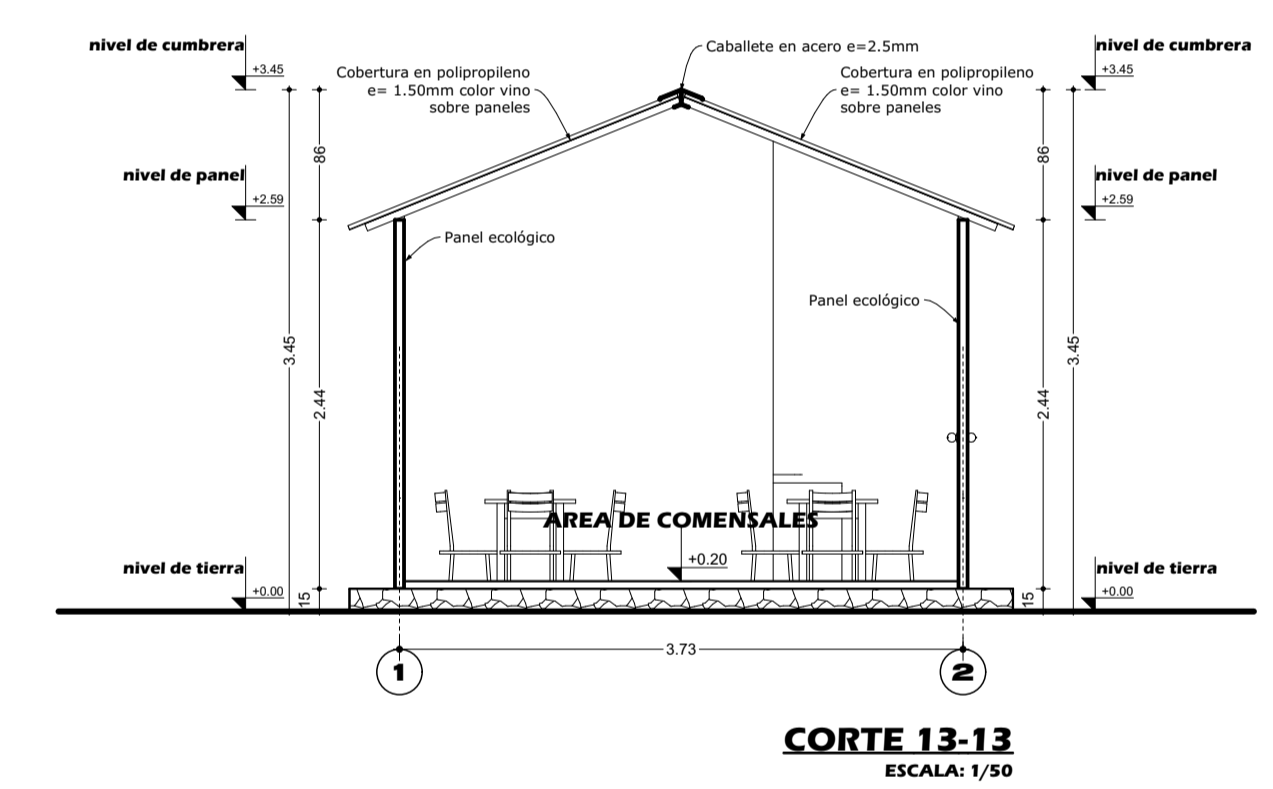 nivel de cumbrera
+3.45
Caballete en acero e=2.5mm
nivel de cumbrera
+3.45
Cobertura en polipropileno
e= 1.50mm color vino
sobre paneles
Cobertura en polipropileno
e= 1.50mm color vino
sobre paneles
86
86
nivel de panel
+2.59
nivel de panel
+2.59
Panel ecológico
Panel ecológico
3.45
2.44
2.44
3.45
AREA DE COMENSALES
+0.20
nivel de tierra
+0.00
15
nivel de tierra
+0.00
15
3.73
1
2
CORTE 13-13
ESCALA: 1/50